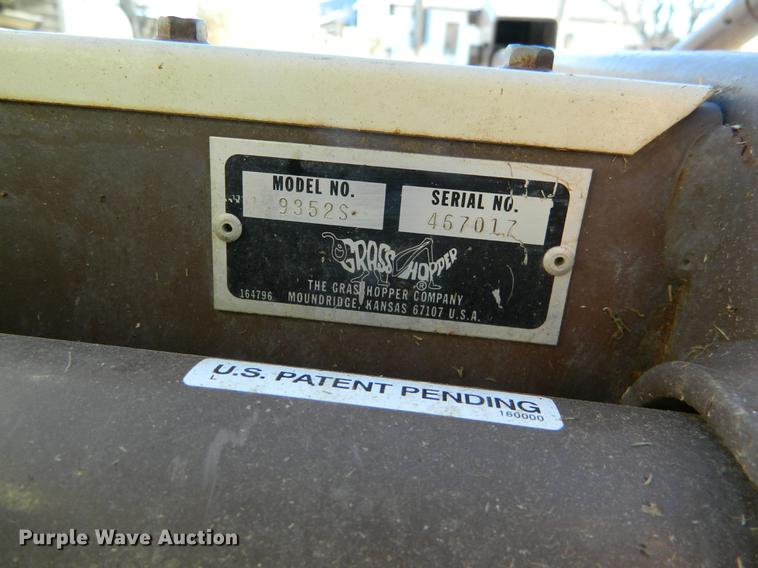 MODEL NO.
9352S
SERIAL NO.
467017
GRASSHOPPER
®
THE GRASSHOPPER COMPANY
164796
MOUNDRIDGE, KANSAS 67107 U.S.A.
U.S. PATENT PENDING
L
160000
Purple Wave Auction